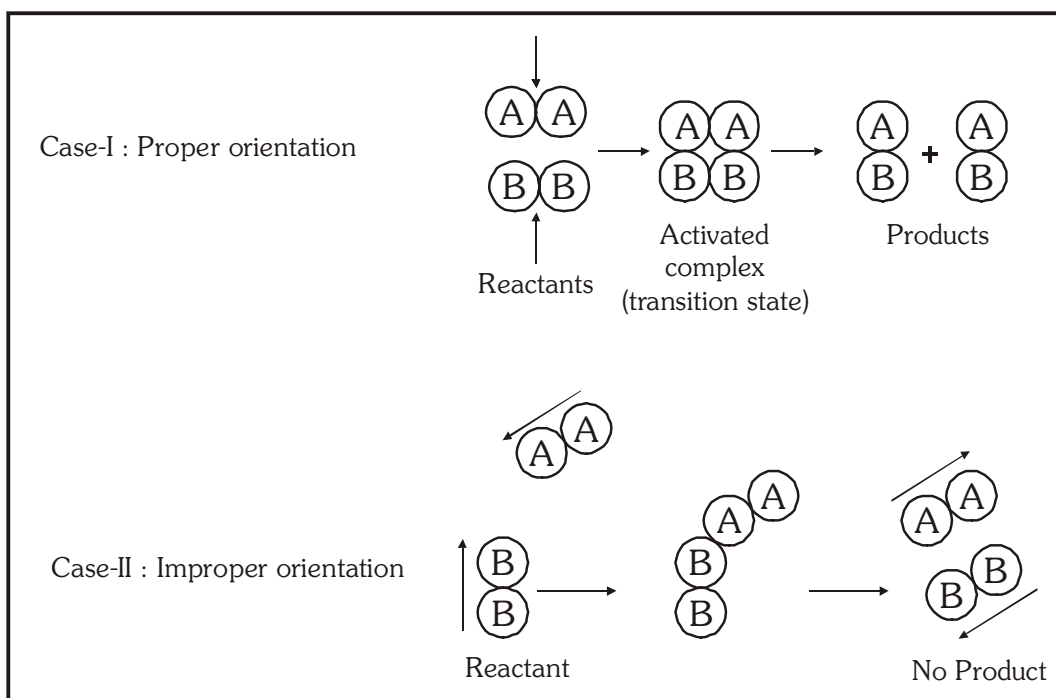 A A
Case-I : Proper orientation
A A
A
+
A
B B
B B
B
B
Activated
complex
(transition state)
Products
Reactants
A A
A A
A A
Case-II : Improper orientation
B
B
B
B
B B
Reactant
No Product